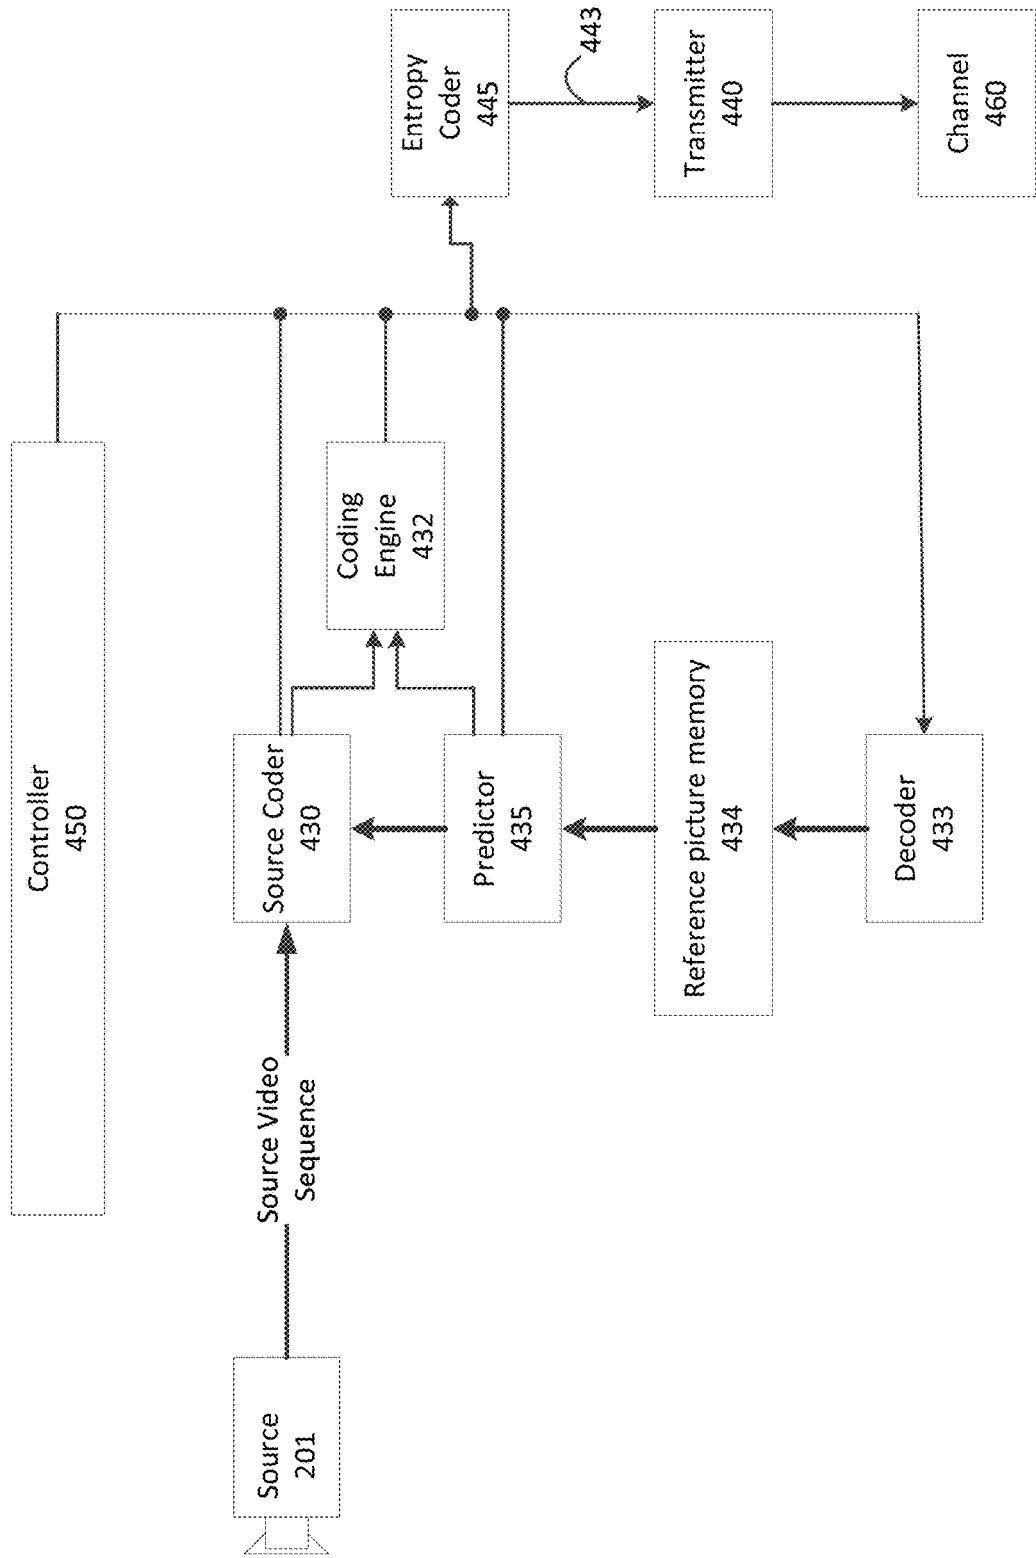 Controller
450
Source
201
Source Video
Sequence
Source Coder
430
Coding
Engine
432
Predictor
435
Reference picture memory
434
Decoder
433
Entropy
Coder
445
443
Transmitter
440
Channel
460